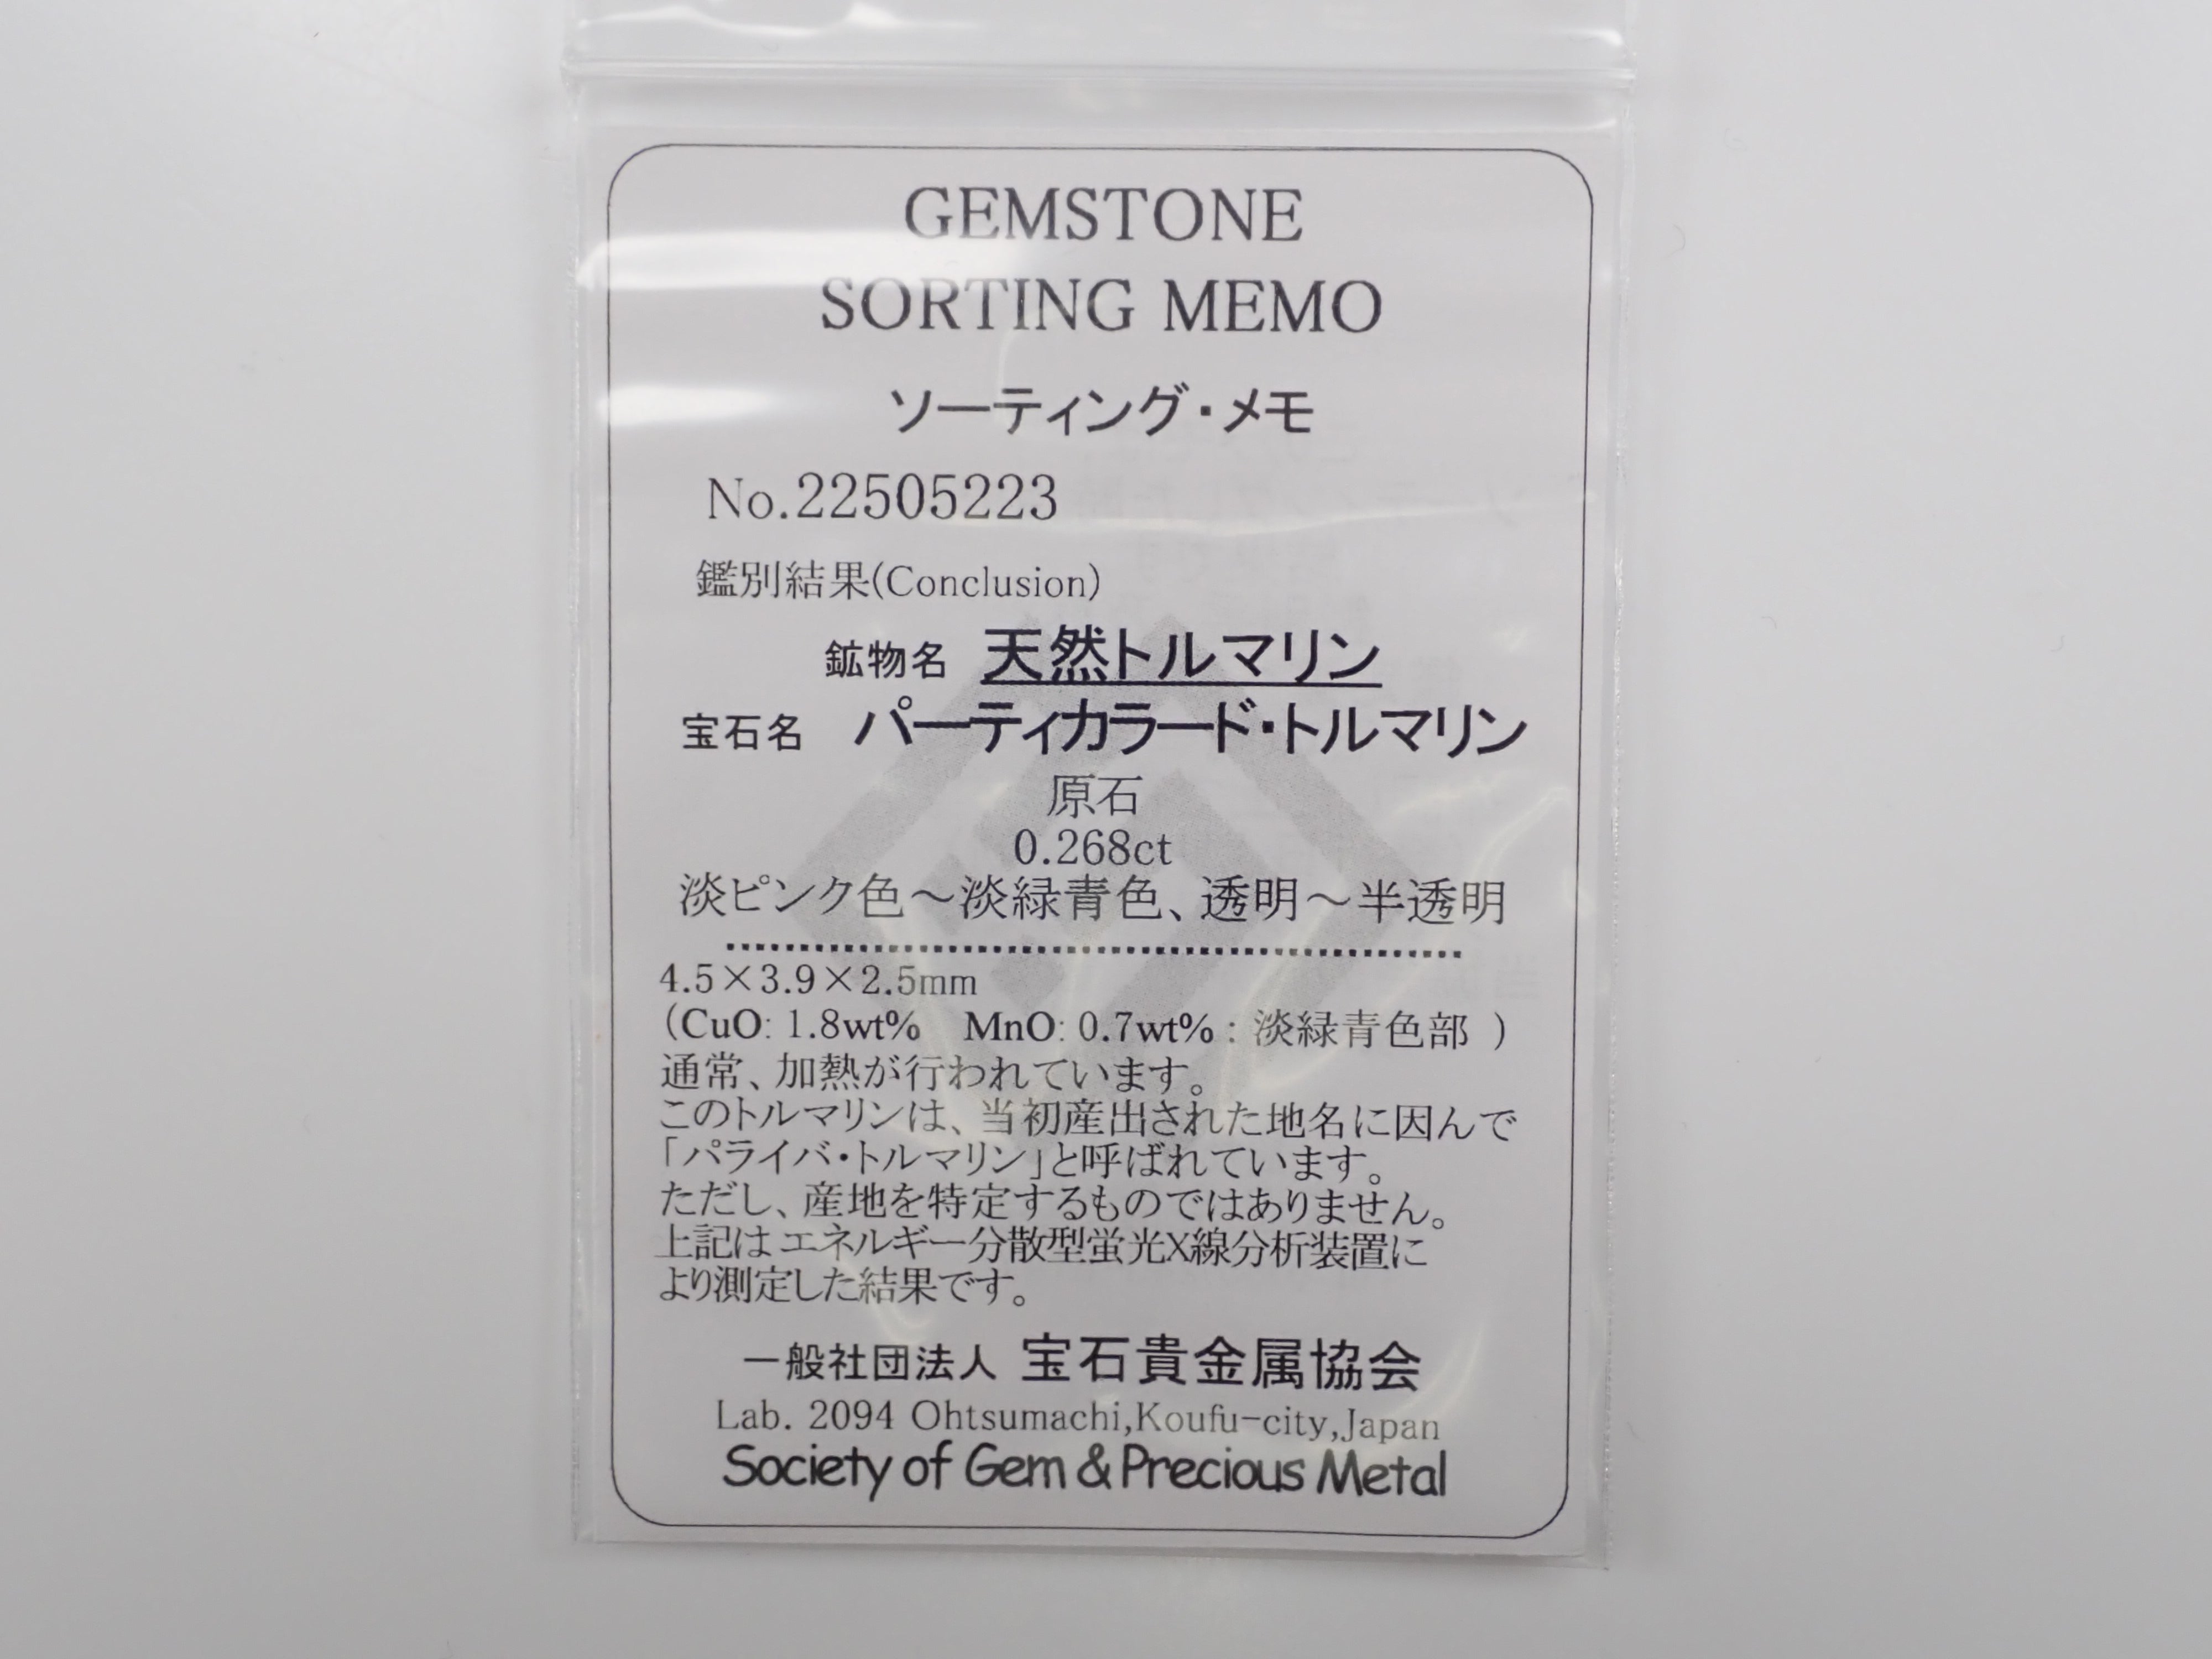 GEMSTONE
SORTING MEMO
ソーティング・メモ
No.22505223
鑑別結果(Conclusion)
鉱物名 天然トルマリン
宝石名 パーティカラード・トルマリン
原石
0.268ct
淡ピンク色～淡緑青色、透明～半透明
4.5×3.9×2.5mm
(CuO: 1.8wt% MnO: 0.7wt% : 淡緑青色部 )
通常、加熱が行われています。
このトルマリンは、当初産出された地名に因んで
「パライバ・トルマリン」と呼ばれています。
ただし、産地を特定するものではありません。
上記はエネルギー分散型蛍光X線分析装置に
より測定した結果です。
一般社団法人 宝石貴金属協会
Lab. 2094 Ohtsumachi,Koufu-city,Japan
Society of Gem & Precious Metal